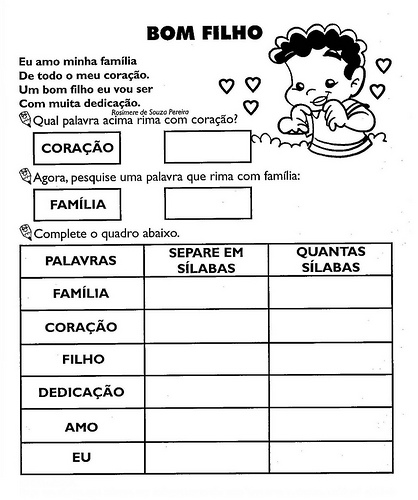 BOM FILHO
Eu amo minha família
De todo o meu coração.
Um bom filho eu vou ser
Com muita dedicação.
Rosimere de Souza Pereira
Qual palavra acima rima com coração?
CORAÇÃO
Agora, pesquise uma palavra que rima com família:
FAMÍLIA
Complete o quadro abaixo.
PALAVRAS SEPARE EM SÍLABAS QUANTAS SÍLABAS
FAMÍLIA
CORAÇÃO
FILHO
DEDICAÇÃO
AMO
EU